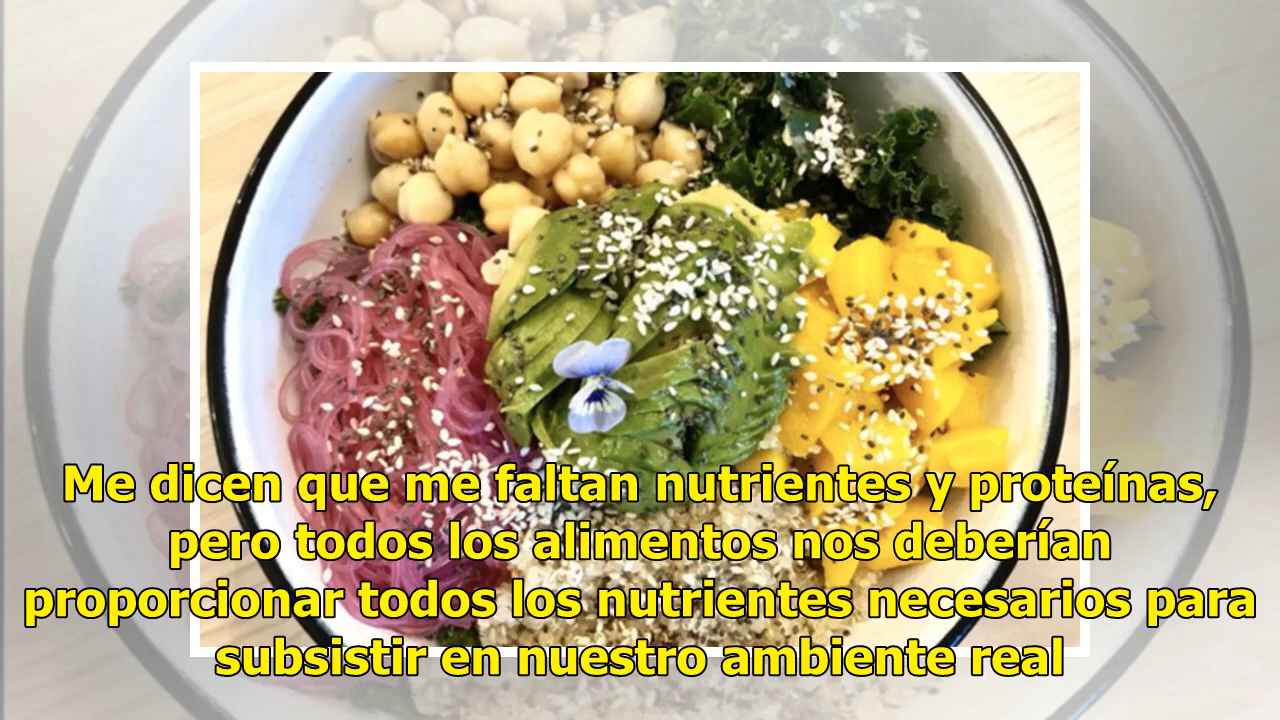 Me dicen que me faltan nutrientes y proteínas,
pero todos los alimentos nos deberían
proporcionar todos los nutrientes necesarios para
subsistir en nuestro ambiente real